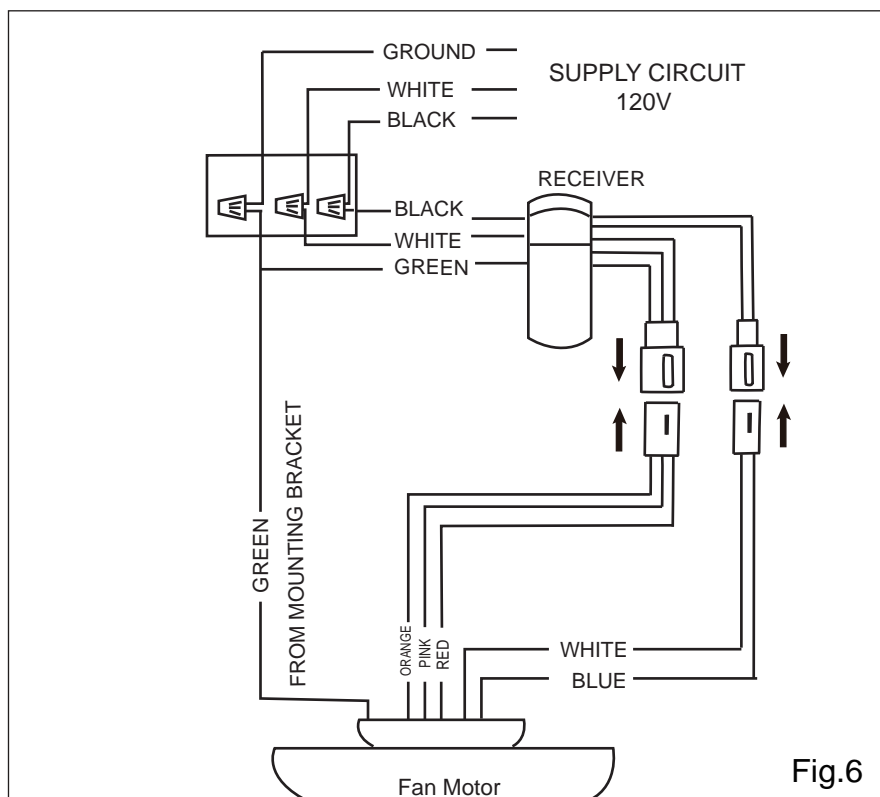 GROUND
WHITE
BLACK
SUPPLY CIRCUIT
120V
RECEIVER
BLACK
WHITE
GREEN
GREEN
FROM MOUNTING BRACKET
ORANGE
PINK
RED
WHITE
BLUE
Fan Motor
Fig.6